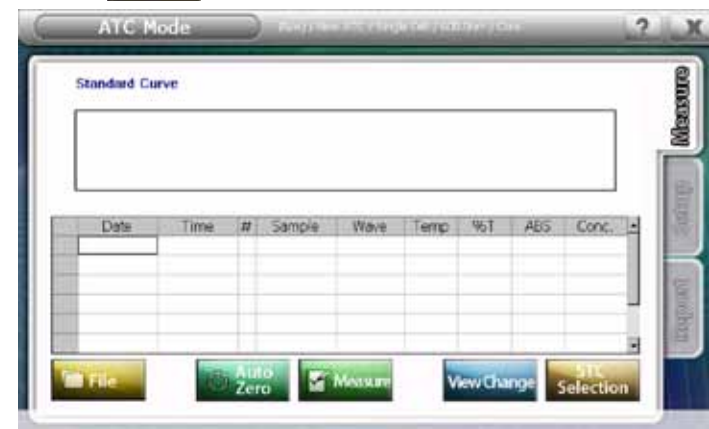 ATC Mode
? X
Measure
Standard Curve
Date Time # Sample Wave Temp %T ABS Conc.
File
Auto Zero
Measure
View Change
STC Selection